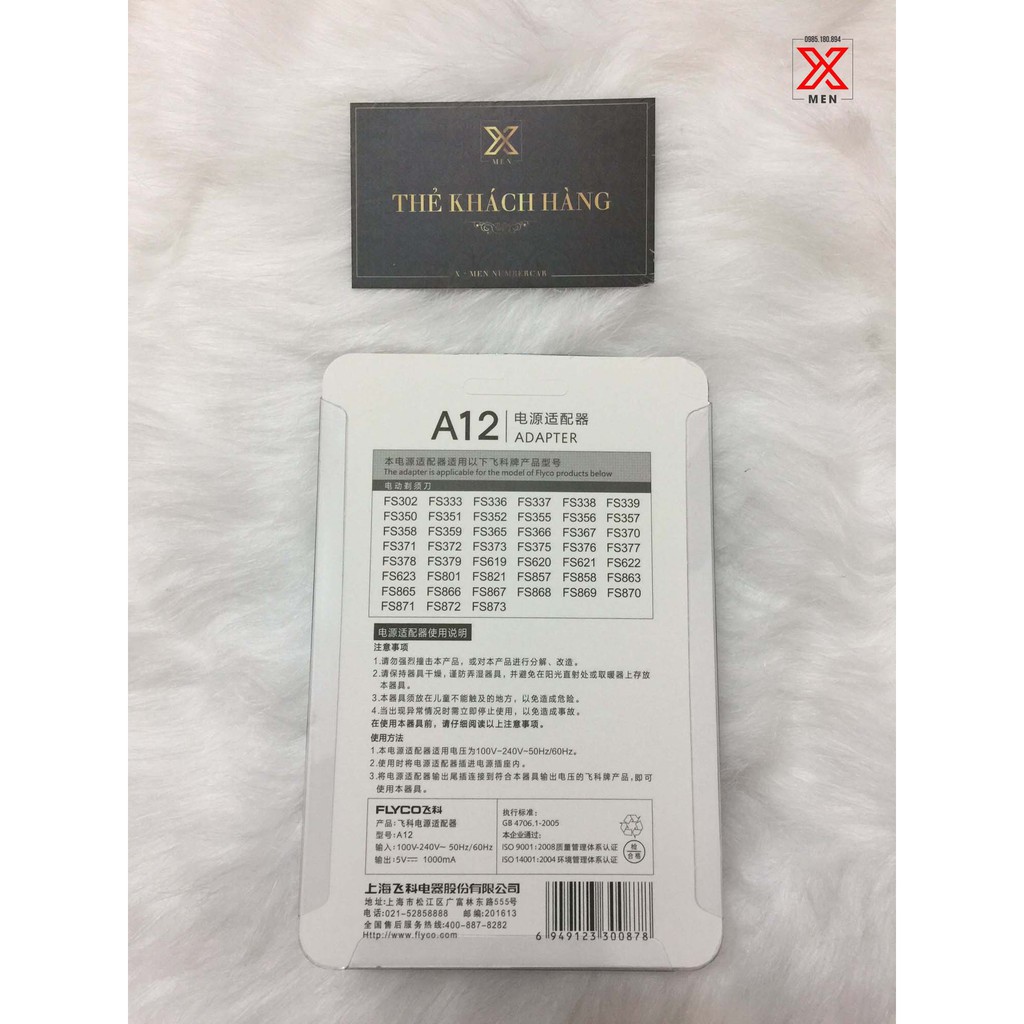 0985.180.894
X
MEN
X
MEN
THẺ KHÁCH HÀNG
X - MEN NUMBERCAR
A12
电源适配器
ADAPTER
本电源适配器适用以下飞科牌产品型号
The adapter is applicable for the model of Flyco products below
电动剃须刀
FS302 FS333 FS336 FS337 FS338 FS339
FS350 FS351 FS352 FS355 FS356 FS357
FS358 FS359 FS365 FS366 FS367 FS370
FS371 FS372 FS373 FS375 FS376 FS377
FS378 FS379 FS619 FS620 FS621 FS622
FS623 FS801 FS821 FS857 FS858 FS863
FS865 FS866 FS867 FS868 FS869 FS870
FS871 FS872 FS873
电源适配器使用说明
注意事项
1.请勿强烈撞击本产品，或对本产品进行分解、改造。
2.请保持器具干燥，谨防弄湿器具，并避免在阳光直射处或取暖器上存放
本器具。
3.本器具须放在儿童不能触及的地方，以免造成危险。
4.当出现异常情况时需立即停止使用，以免造成事故。
在使用本器具前，请仔细阅读以上注意事项。
使用方法
1.本电源适配器适用电压为100V-240V~50Hz/60Hz。
2.使用时将电源适配器插进电源插座内。
3.将电源适配器输出尾插连接到符合本器具输出电压的飞科牌产品，即可
使用本器具。
FLYCO飞科
产品:飞科电源适配器
型号:A12
输入:100V-240V~ 50Hz/60Hz
输出:5V⎓ 1000mA
执行标准:
GB 4706.1-2005
本企业通过:
ISO 9001:2008质量管理体系认证
ISO 14001:2004 环境管理体系认证
检
合格
上海飞科电器股份有限公司
地址:上海市松江区广富林东路555号
电话:021-52858888 邮编:201613
全国售后服务热线:400-887-8282
Http://www.flyco.com
6 949123 300878